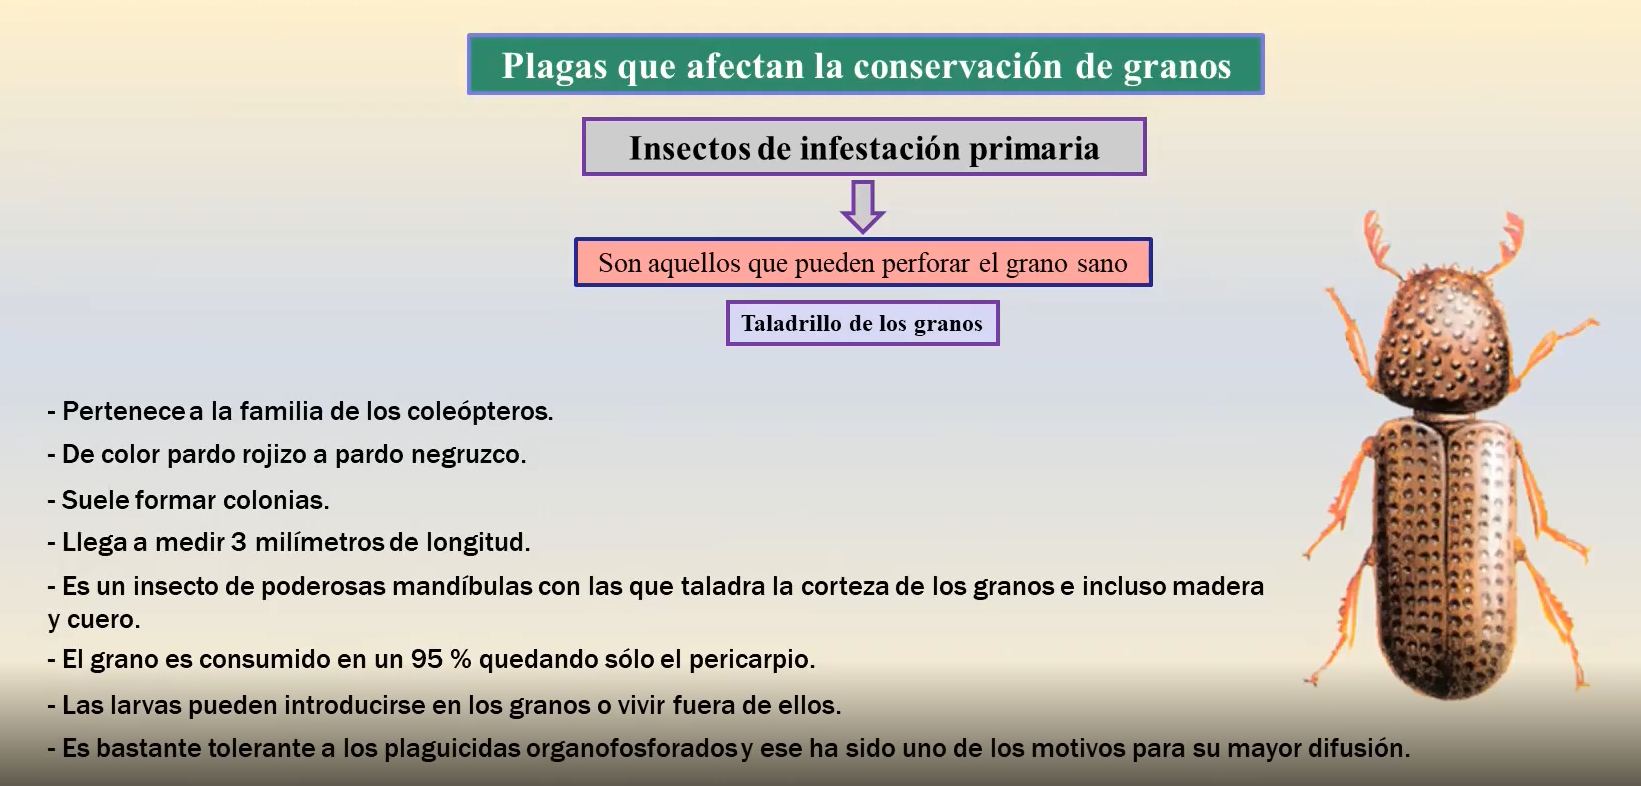 Plagas que afectan la conservación de granos
Insectos de infestación primaria
Son aquellos que pueden perforar el grano sano
Taladrillo de los granos
- Pertenece a la familia de los coleópteros.
- De color pardo rojizo a pardo negruzco.
- Suele formar colonias.
- Llega a medir 3 milímetros de longitud.
- Es un insecto de poderosas mandíbulas con las que taladra la corteza de los granos e incluso madera
y cuero.
- El grano es consumido en un 95 % quedando sólo el pericarpio.
- Las larvas pueden introducirse en los granos o vivir fuera de ellos.
- Es bastante tolerante a los plaguicidas organofosforados y ese ha sido uno de los motivos para su mayor difusión.